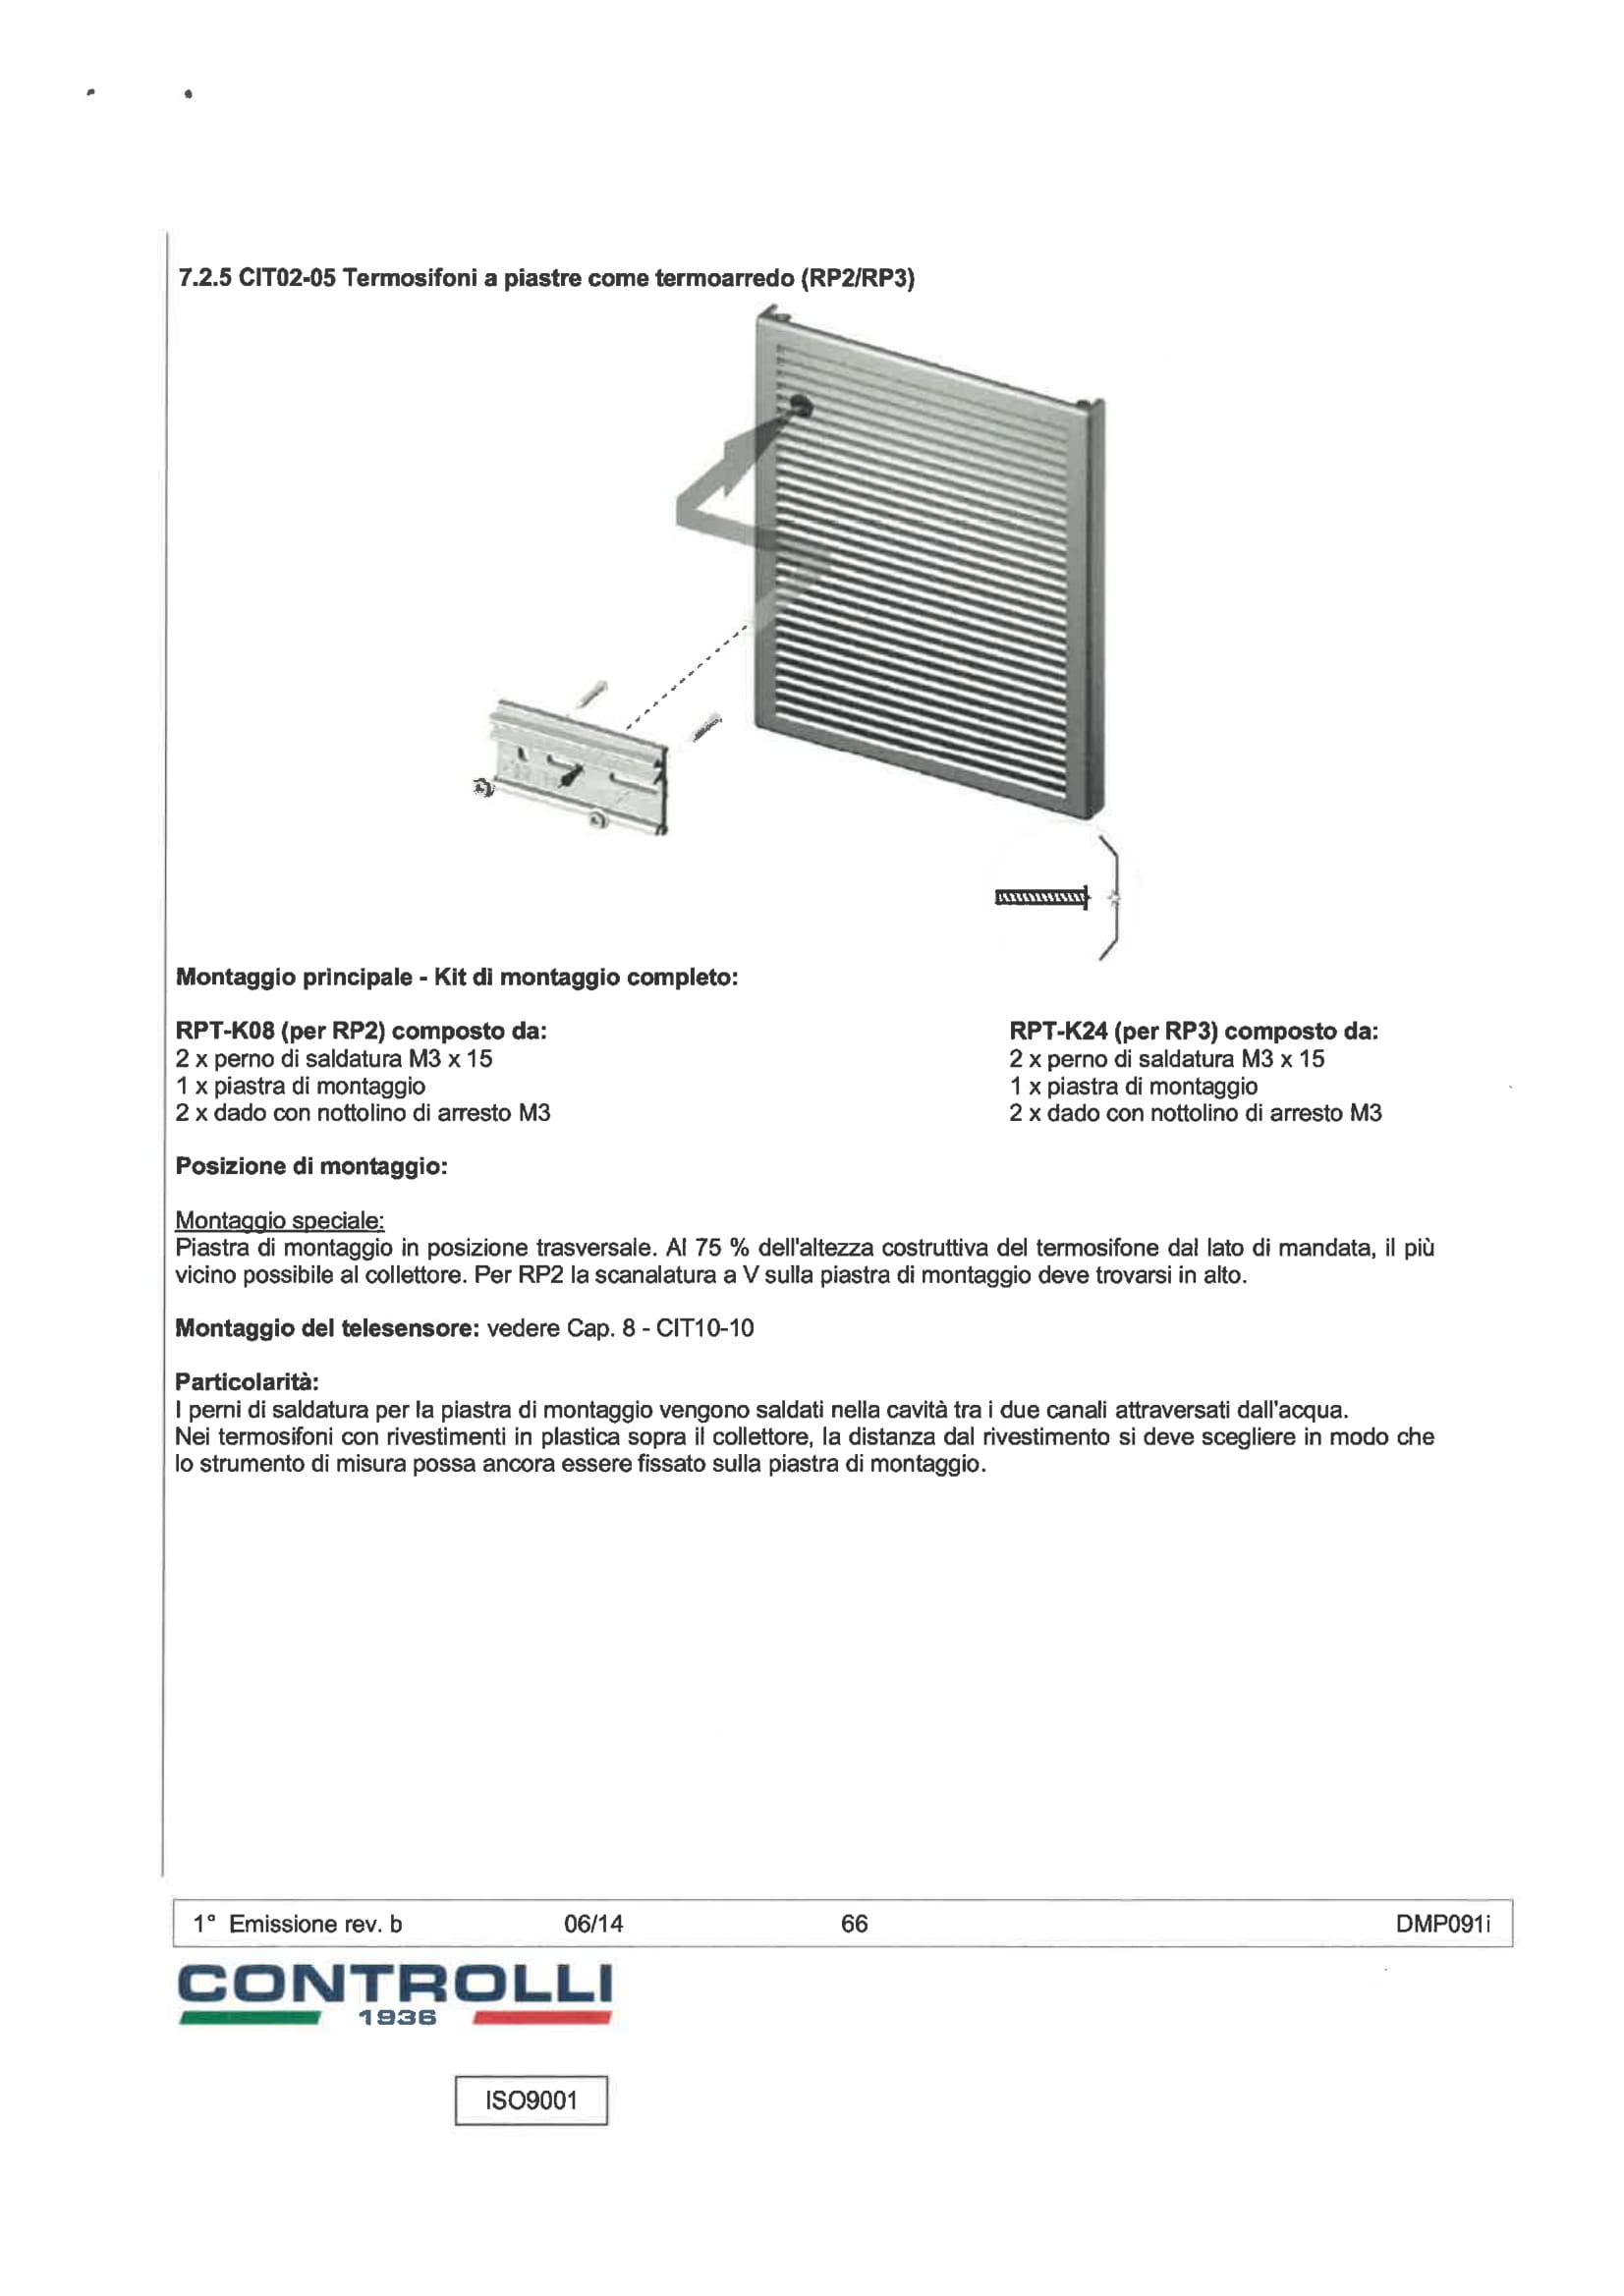 7.2.5 CIT02-05 Termosifoni a piastre come termoarredo (RP2/RP3)
Montaggio principale - Kit di montaggio completo:
RPT-K08 (per RP2) composto da:
2 x perno di saldatura M3 x 15
1 x piastra di montaggio
2 x dado con nottolino di arresto M3
RPT-K24 (per RP3) composto da:
2 x perno di saldatura M3 x 15
1 x piastra di montaggio
2 x dado con nottolino di arresto M3
Posizione di montaggio:
Montaggio speciale:
Piastra di montaggio in posizione trasversale. Al 75 % dell'altezza costruttiva del termosifone dal lato di mandata, il più
vicino possibile al collettore. Per RP2 la scanalatura a V sulla piastra di montaggio deve trovarsi in alto.
Montaggio del telesensore: vedere Cap. 8 - CIT10-10
Particolarità:
I perni di saldatura per la piastra di montaggio vengono saldati nella cavità tra i due canali attraversati dall'acqua.
Nei termosifoni con rivestimenti in plastica sopra il collettore, la distanza dal rivestimento si deve scegliere in modo che
lo strumento di misura possa ancora essere fissato sulla piastra di montaggio.
1° Emissione rev. b 06/14 66 DMP091i
CONTROLLI
1936
ISO9001